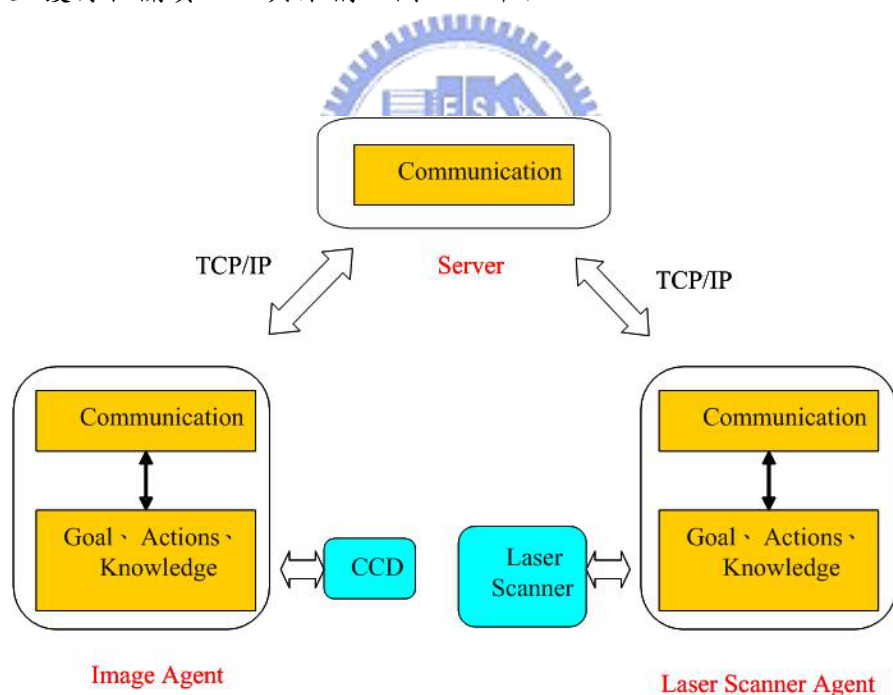 Communication
TCP/IP
Server
TCP/IP
Communication
Communication
Goal、Actions、
Knowledge
CCD
Laser
Scanner
Goal、Actions、
Knowledge
Image Agent
Laser Scanner Agent